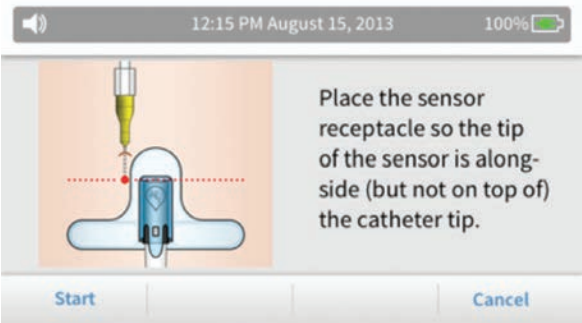 12:15 PM August 15, 2013
100%
Place the sensor
receptacle so the tip
of the sensor is along-
side (but not on top of)
the catheter tip.
Start
Cancel